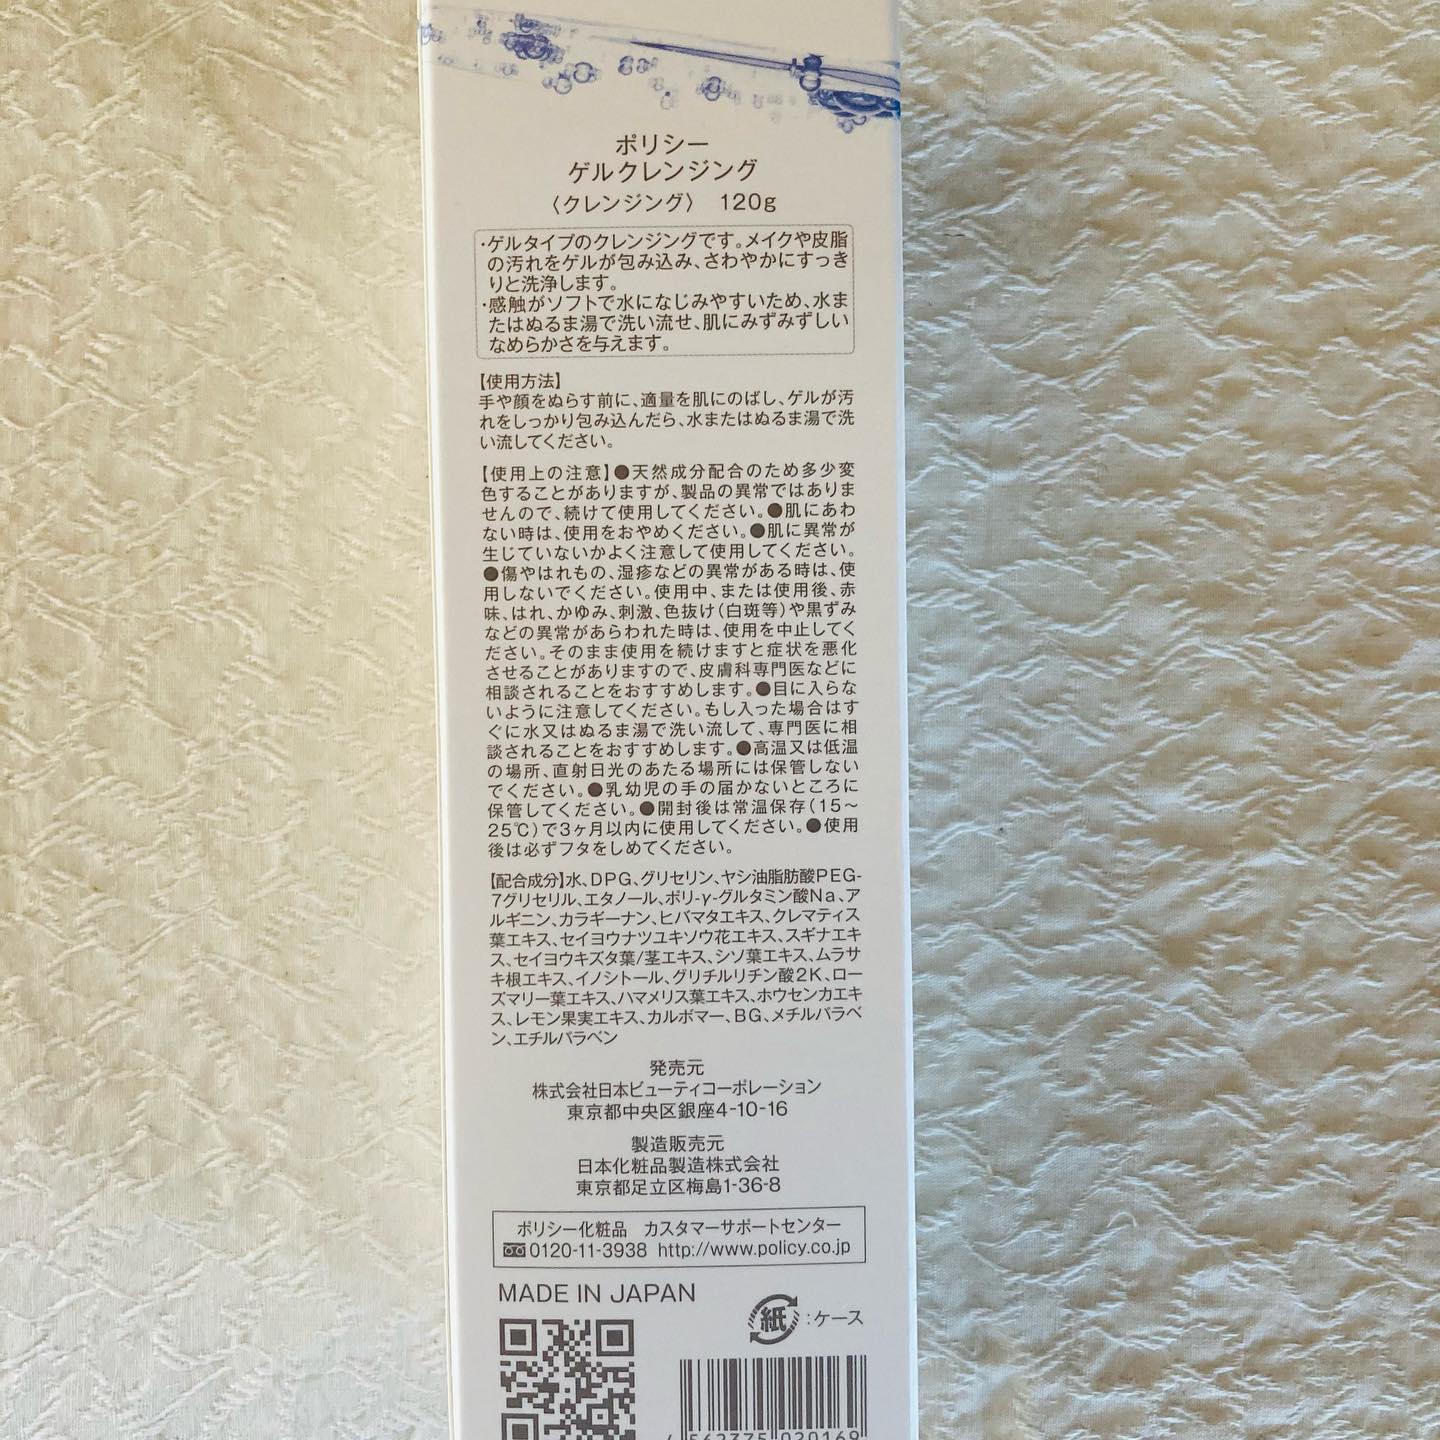 ポリシー
ゲルクレンジング
〈クレンジング〉 120g
・ゲルタイプのクレンジングです。メイクや皮脂
の汚れをゲルが包み込み、さわやかにすっき
りと洗浄します。
・感触がソフトで水になじみやすいため、水ま
たはぬるま湯で洗い流せ、肌にみずみずしい
なめらかさを与えます。
【使用方法】
手や顔をぬらす前に、適量を肌にのばし、ゲルが汚
れをしっかり包み込んだら、水またはぬるま湯で洗
い流してください。
【使用上の注意】●天然成分配合のため多少変
色することがありますが、製品の異常ではありま
せんので、続けて使用してください。●肌にあわ
ない時は、使用をおやめください。●肌に異常が
生じていないかよく注意して使用してください。
●傷やはれもの、湿疹などの異常がある時は、使
用しないでください。使用中、または使用後、赤
味、はれ、かゆみ、刺激、色抜け(白斑等)や黒ずみ
などの異常があらわれた時は、使用を中止してく
ださい。そのまま使用を続けますと症状を悪化
させることがありますので、皮膚科専門医などに
相談されることをおすすめします。●目に入らな
いように注意してください。もし入った場合はす
ぐに水又はぬるま湯で洗い流して、専門医に相
談されることをおすすめします。●高温又は低温
の場所、直射日光のあたる場所には保管しない
でください。●乳幼児の手の届かないところに
保管してください。●開封後は常温保存(15〜
25℃)で3ヶ月以内に使用してください。●使用
後は必ずフタをしめてください。
【配合成分】水、DPG、グリセリン、ヤシ油脂肪酸PEG-
7グリセリル、エタノール、ポリ-γ-グルタミン酸Na、ア
ルギニン、カラギーナン、ヒバマタエキス、クレマティス
葉エキス、セイヨウナツユキソウ花エキス、スギナエキ
ス、セイヨウキズタ葉/茎エキス、シソ葉エキス、ムラサ
キ根エキス、イノシトール、グリチルリチン酸2K、ロー
ズマリー葉エキス、ハマメリス葉エキス、ホウセンカエキ
ス、レモン果実エキス、カルボマー、BG、メチルパラベ
ン、エチルパラベン
発売元
株式会社日本ビューティコーポレーション
東京都中央区銀座4-10-16
製造販売元
日本化粧品製造株式会社
東京都足立区梅島1-36-8
ポリシー化粧品 カスタマーサポートセンター
0120-11-3938 http://www.policy.co.jp
MADE IN JAPAN
紙:ケース
4 562375 020169